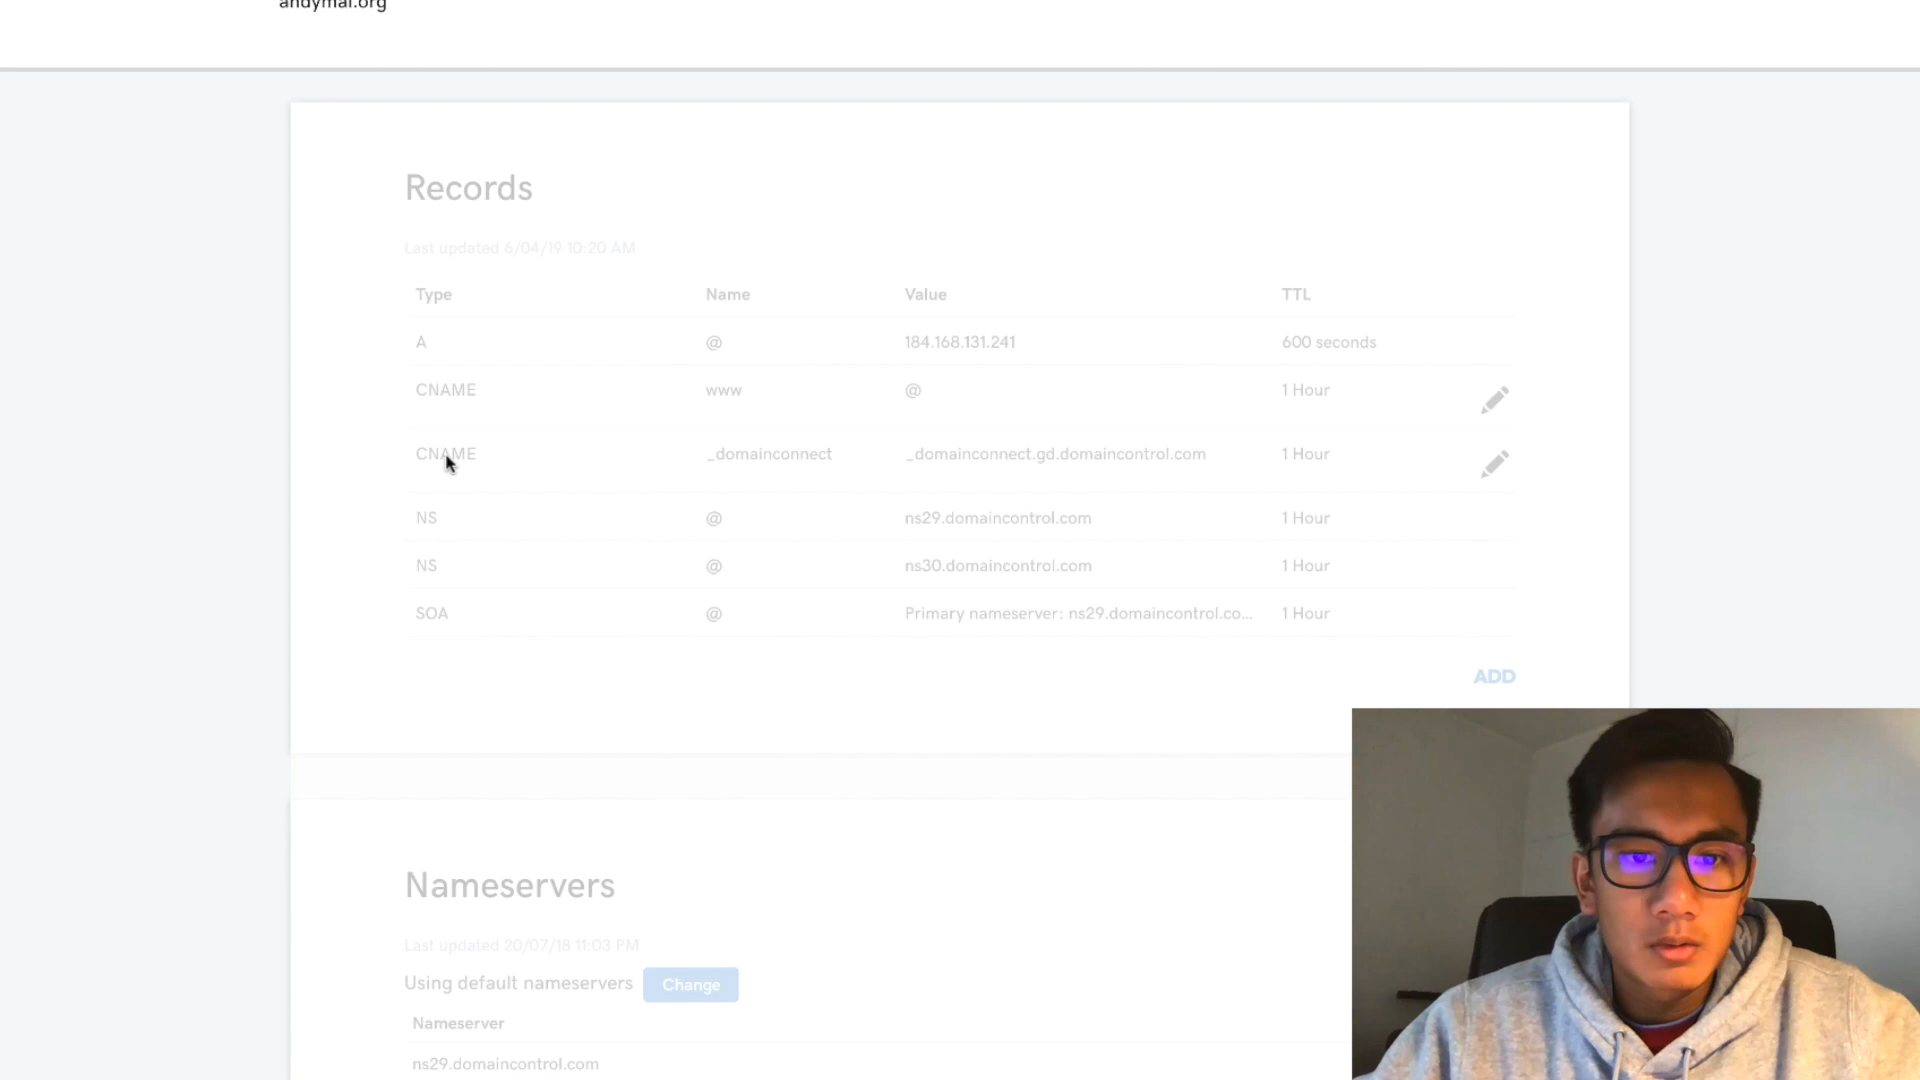 andymai.org
Records
Last updated 6/04/19 10:20 AM
Type Name Value TTL
A @ 184.168.131.241 600 seconds
CNAME www @ 1 Hour
CNAME _domainconnect _domainconnect.gd.domaincontrol.com 1 Hour
NS @ ns29.domaincontrol.com 1 Hour
NS @ ns30.domaincontrol.com 1 Hour
SOA @ Primary nameserver: ns29.domaincontrol.co... 1 Hour
ADD
Nameservers
Last updated 20/07/18 11:03 PM
Using default nameservers Change
Nameserver
ns29.domaincontrol.com